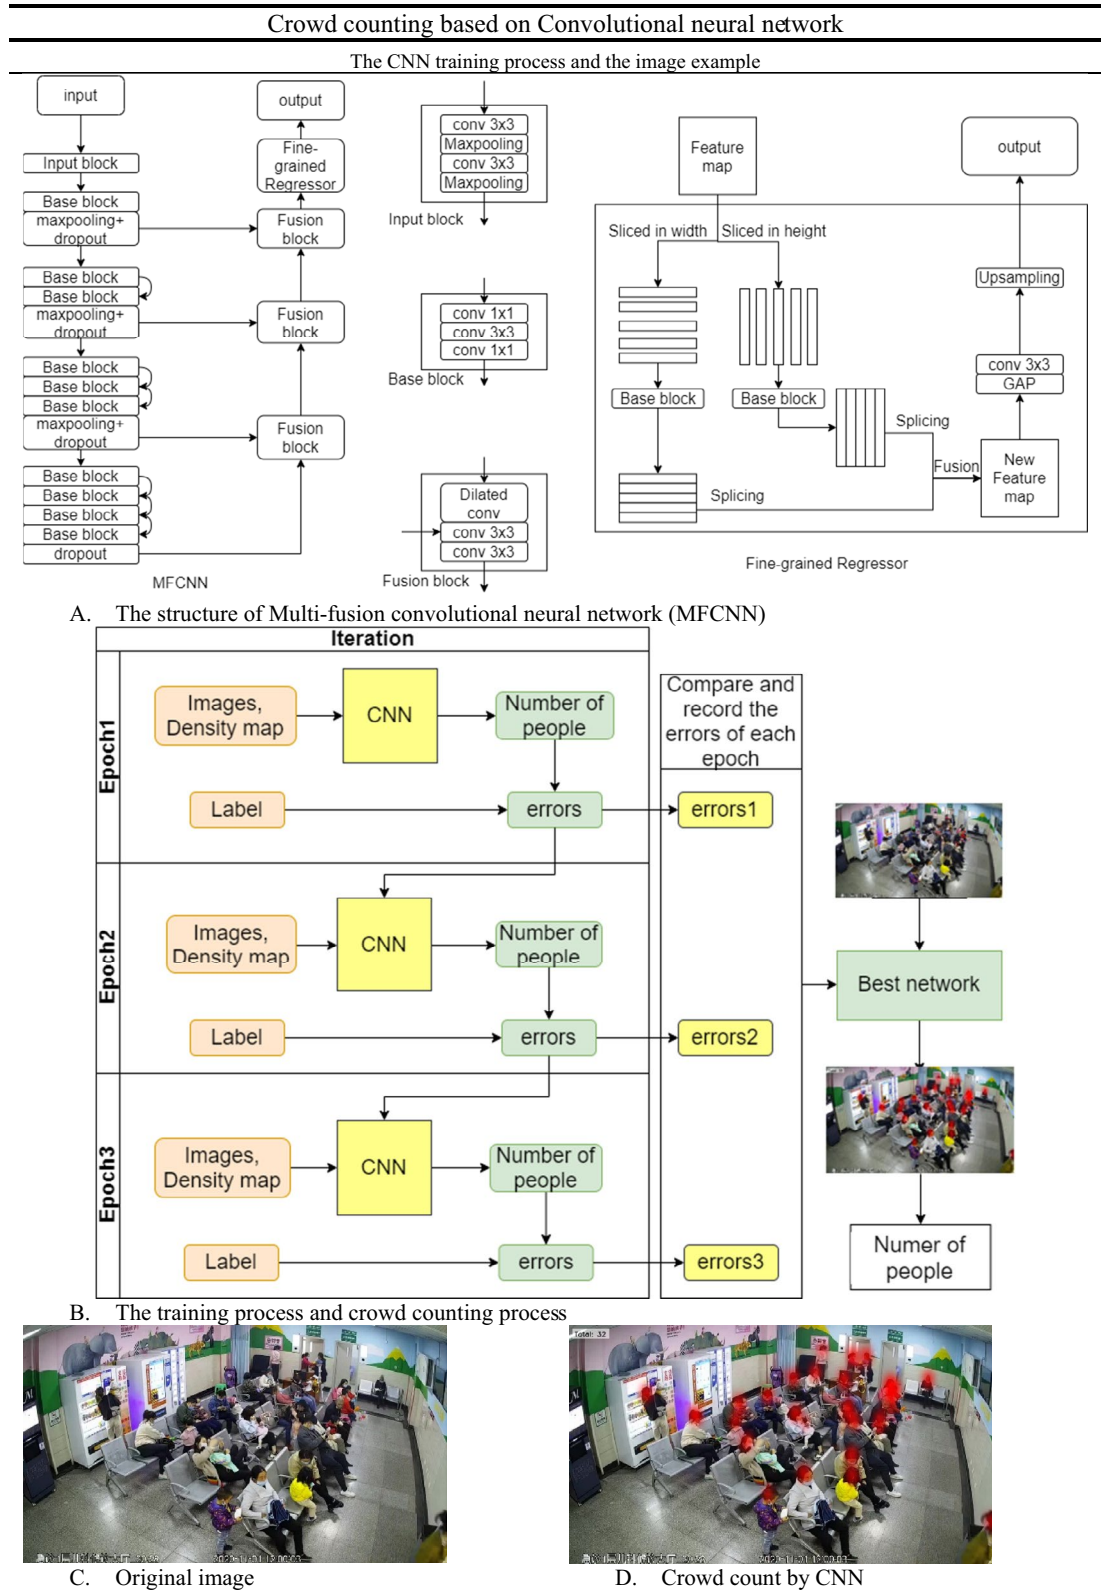 Crowd counting based on Convolutional neural network
The CNN training process and the image example
input
Input block
Base block
maxpooling+
dropout
Base block
Base block
maxpooling+
dropout
Base block
Base block
Base block
maxpooling+
dropout
Base block
Base block
Base block
Base block
dropout
MFCNN
output
Fine-
grained
Regressor
Fusion
block
Fusion
block
Fusion
block
conv 3x3
Maxpooling
conv 3x3
Maxpooling
Input block
conv 1x1
conv 3x3
conv 1x1
Base block
Dilated
conv
conv 3x3
conv 3x3
Fusion block
Feature
map
Sliced in width
Sliced in height
Base block
Base block
Splicing
Splicing
Fusion
New
Feature
map
GAP
conv 3x3
Upsampling
output
Fine-grained Regressor
A. The structure of Multi-fusion convolutional neural network (MFCNN)
Iteration
Epoch1
Images,
Density map
CNN
Number of
people
Label
errors
Compare and
record the
errors of each
epoch
errors1
Epoch2
Images,
Density map
CNN
Number of
people
Label
errors
errors2
Epoch3
Images,
Density map
CNN
Number of
people
Label
errors
errors3
Best network
Numer of
people
B. The training process and crowd counting process
Total: 32
C. Original image
D. Crowd count by CNN